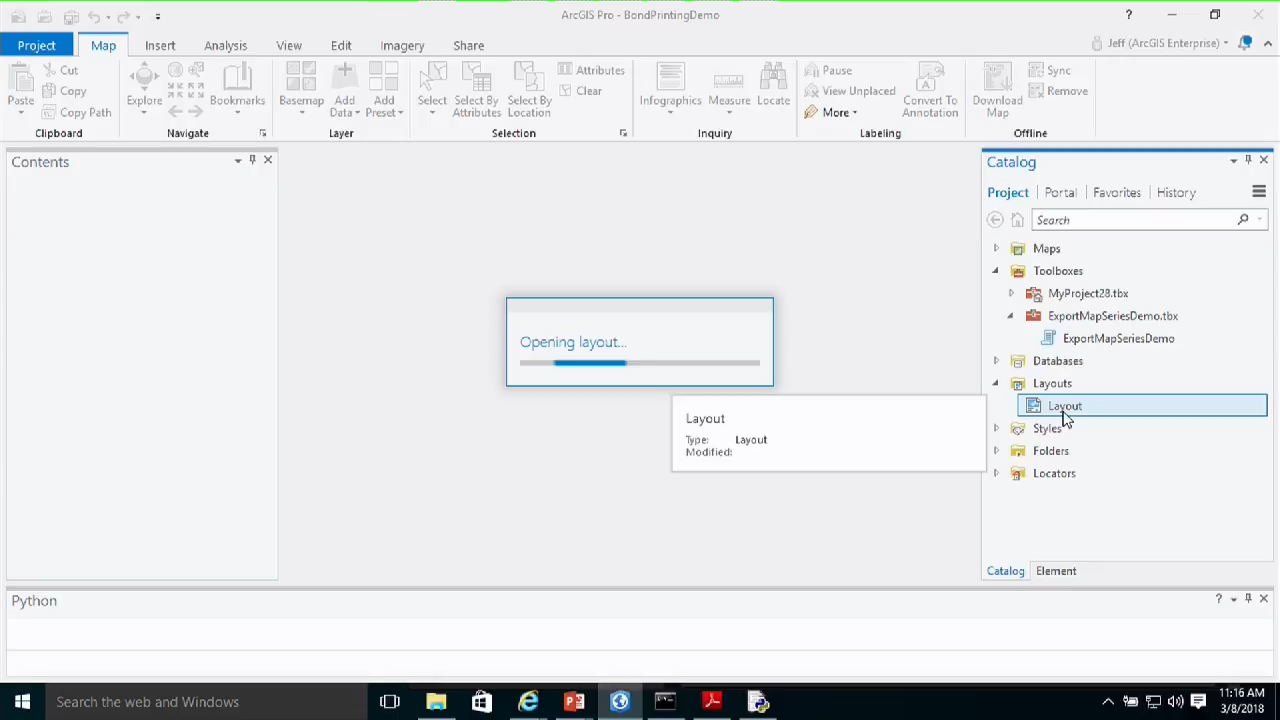 ArcGIS Pro - BondPrintingDemo
?
Project Map Insert Analysis View Edit Imagery Share
Jeff (ArcGIS Enterprise)
Paste
Cut
Copy
Copy Path
Clipboard
Explore
Bookmarks
Navigate
Basemap
Add Data
Add Preset
Layer
Select
Select By Attributes
Select By Location
Attributes
Clear
Selection
Infographics
Measure
Locate
Inquiry
Pause
View Unplaced
More
Convert To Annotation
Labeling
Download Map
Sync
Remove
Offline
Contents
Opening layout...
Layout
Type: Layout
Modified:
Catalog
Project Portal Favorites History
Search
Maps
Toolboxes
MyProject28.tbx
ExportMapSeriesDemo.tbx
ExportMapSeriesDemo
Databases
Layouts
Layout
Styles
Folders
Locators
Catalog Element
Python
?
Search the web and Windows
11:16 AM
3/8/2018